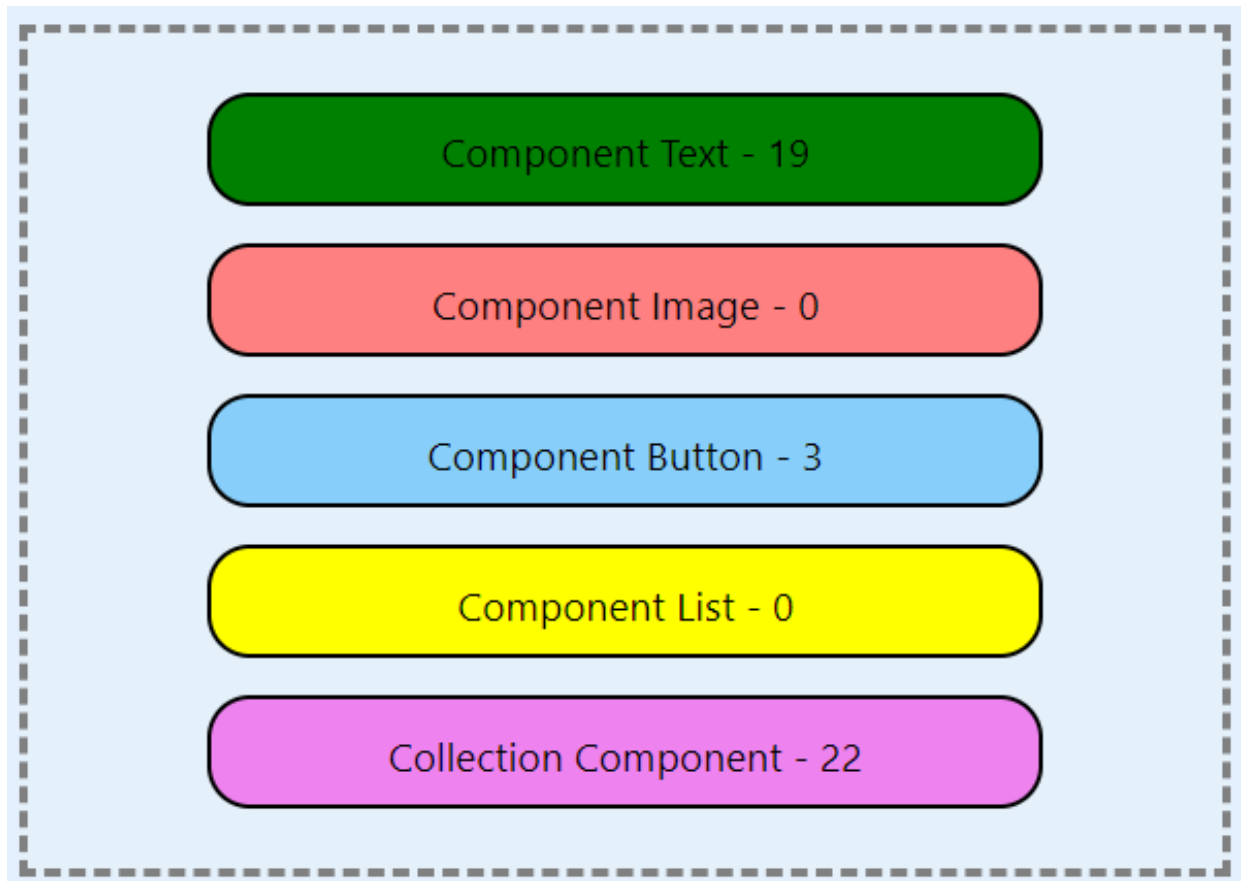 Component Text - 19
Component Image - 0
Component Button - 3
Component List - 0
Collection Component - 22